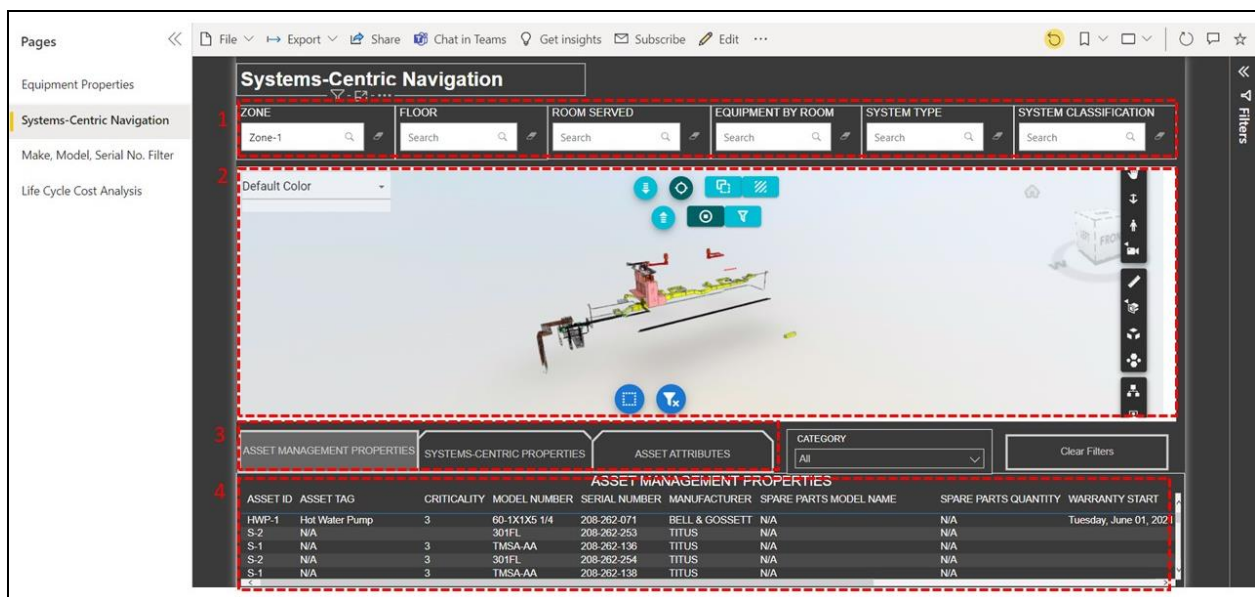 Pages
File Export Share Chat in Teams Get insights Subscribe Edit ...
Equipment Properties
Systems-Centric Navigation
Make, Model, Serial No. Filter
Life Cycle Cost Analysis
Filters
Systems-Centric Navigation
1
ZONE FLOOR ROOM SERVED EQUIPMENT BY ROOM SYSTEM TYPE SYSTEM CLASSIFICATION
Zone-1 Search Search Search Search Search
2
Default Color
FRONT
W
3
ASSET MANAGEMENT PROPERTIES SYSTEMS-CENTRIC PROPERTIES ASSET ATTRIBUTES
CATEGORY
All
Clear Filters
4
ASSET MANAGEMENT PROPERTIES
ASSET ID ASSET TAG CRITICALITY MODEL NUMBER SERIAL NUMBER MANUFACTURER SPARE PARTS MODEL NAME SPARE PARTS QUANTITY WARRANTY START
HWP-1 Hot Water Pump 3 60-1X1X5 1/4 208-262-071 BELL & GOSSETT N/A N/A Tuesday, June 01, 2021
S-2 N/A 301FL 208-262-253 TITUS N/A N/A
S-1 N/A 3 TMSA-AA 208-262-136 TITUS N/A N/A
S-2 N/A 3 301FL 208-262-254 TITUS N/A N/A
S-1 N/A 3 TMSA-AA 208-262-138 TITUS N/A N/A